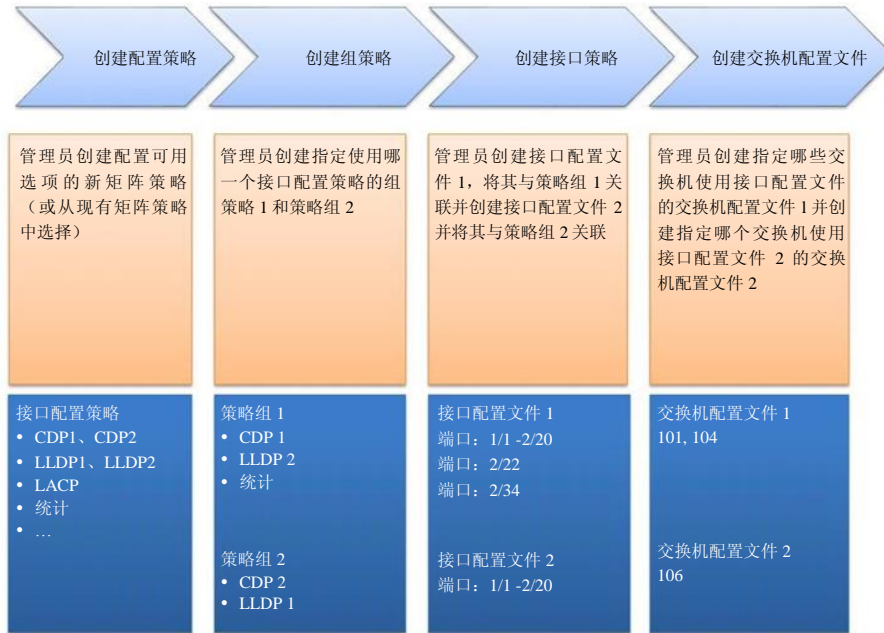 创建配置策略
创建组策略
创建接口策略
创建交换机配置文件
管理员创建配置可用
选项的新矩阵策略
（或从现有矩阵策略
中选择）
管理员创建指定使用哪
一个接口配置策略的组
策略 1 和策略组 2
管理员创建接口配置文
件 1，将其与策略组 1 关
联并创建接口配置文件 2
并将其与策略组 2 关联
管理员创建指定哪些交
换机使用接口配置文件
的交换机配置文件 1 并创
建指定哪个交换机使用
接口配置文件 2 的交换
机配置文件 2
接口配置策略
• CDP1、CDP2
• LLDP1、LLDP2
• LACP
• 统计
• …
策略组 1
• CDP 1
• LLDP 2
• 统计
策略组 2
• CDP 2
• LLDP 1
接口配置文件 1
端口：1/1 -2/20
端口：2/22
端口：2/34
接口配置文件 2
端口：1/1 -2/20
交换机配置文件 1
101, 104
交换机配置文件 2
106